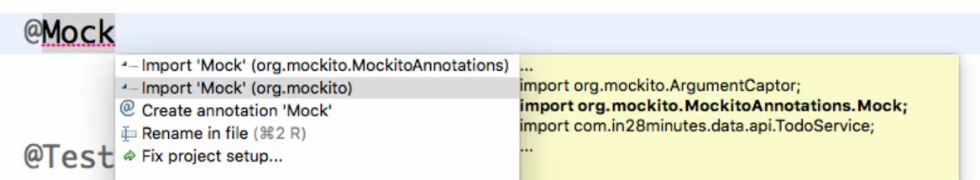 @Mock
Import 'Mock' (org.mockito.MockitoAnnotations)
Import 'Mock' (org.mockito)
Create annotation 'Mock'
Rename in file (⌘2 R)
Fix project setup...
...
import org.mockito.ArgumentCaptor;
import org.mockito.MockitoAnnotations.Mock;
import com.in28minutes.data.api.TodoService;
...
@Test